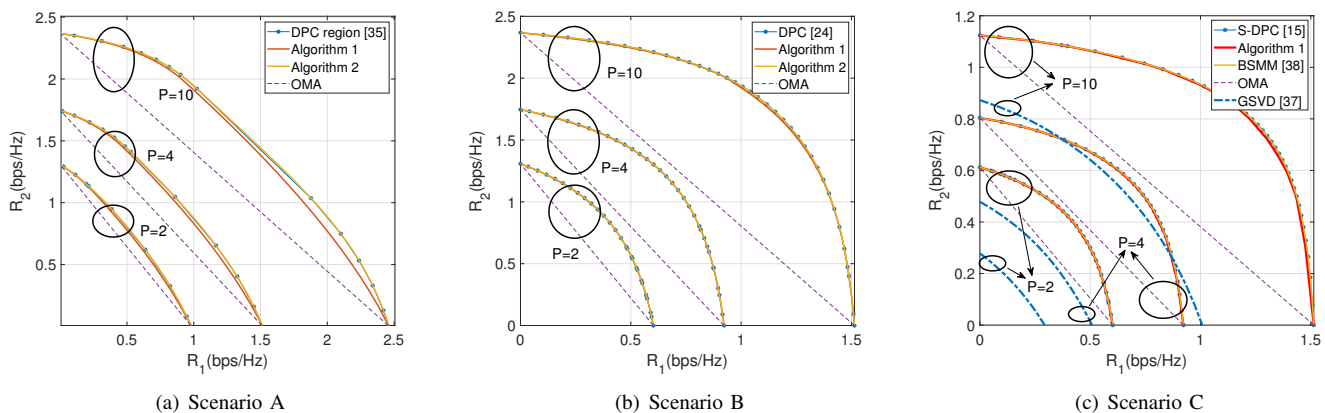 DPC region [35]
Algorithm 1
Algorithm 2
OMA
P=10
P=4
P=2
R2(bps/Hz)
2.5
2
1.5
1
0.5
0.5
1
1.5
2
2.5
R1(bps/Hz)
(a) Scenario A
DPC [24]
Algorithm 1
Algorithm 2
OMA
P=10
P=4
P=2
R2(bps/Hz)
2.5
2
1.5
1
0.5
0
0
0.5
1
1.5
R1(bps/Hz)
(b) Scenario B
S-DPC [15]
Algorithm 1
BSMM [38]
OMA
GSVD [37]
P=10
P=4
P=2
R2(bps/Hz)
1.2
1
0.8
0.6
0.4
0.2
0
0
0.5
1
1.5
R1(bps/Hz)
(c) Scenario C